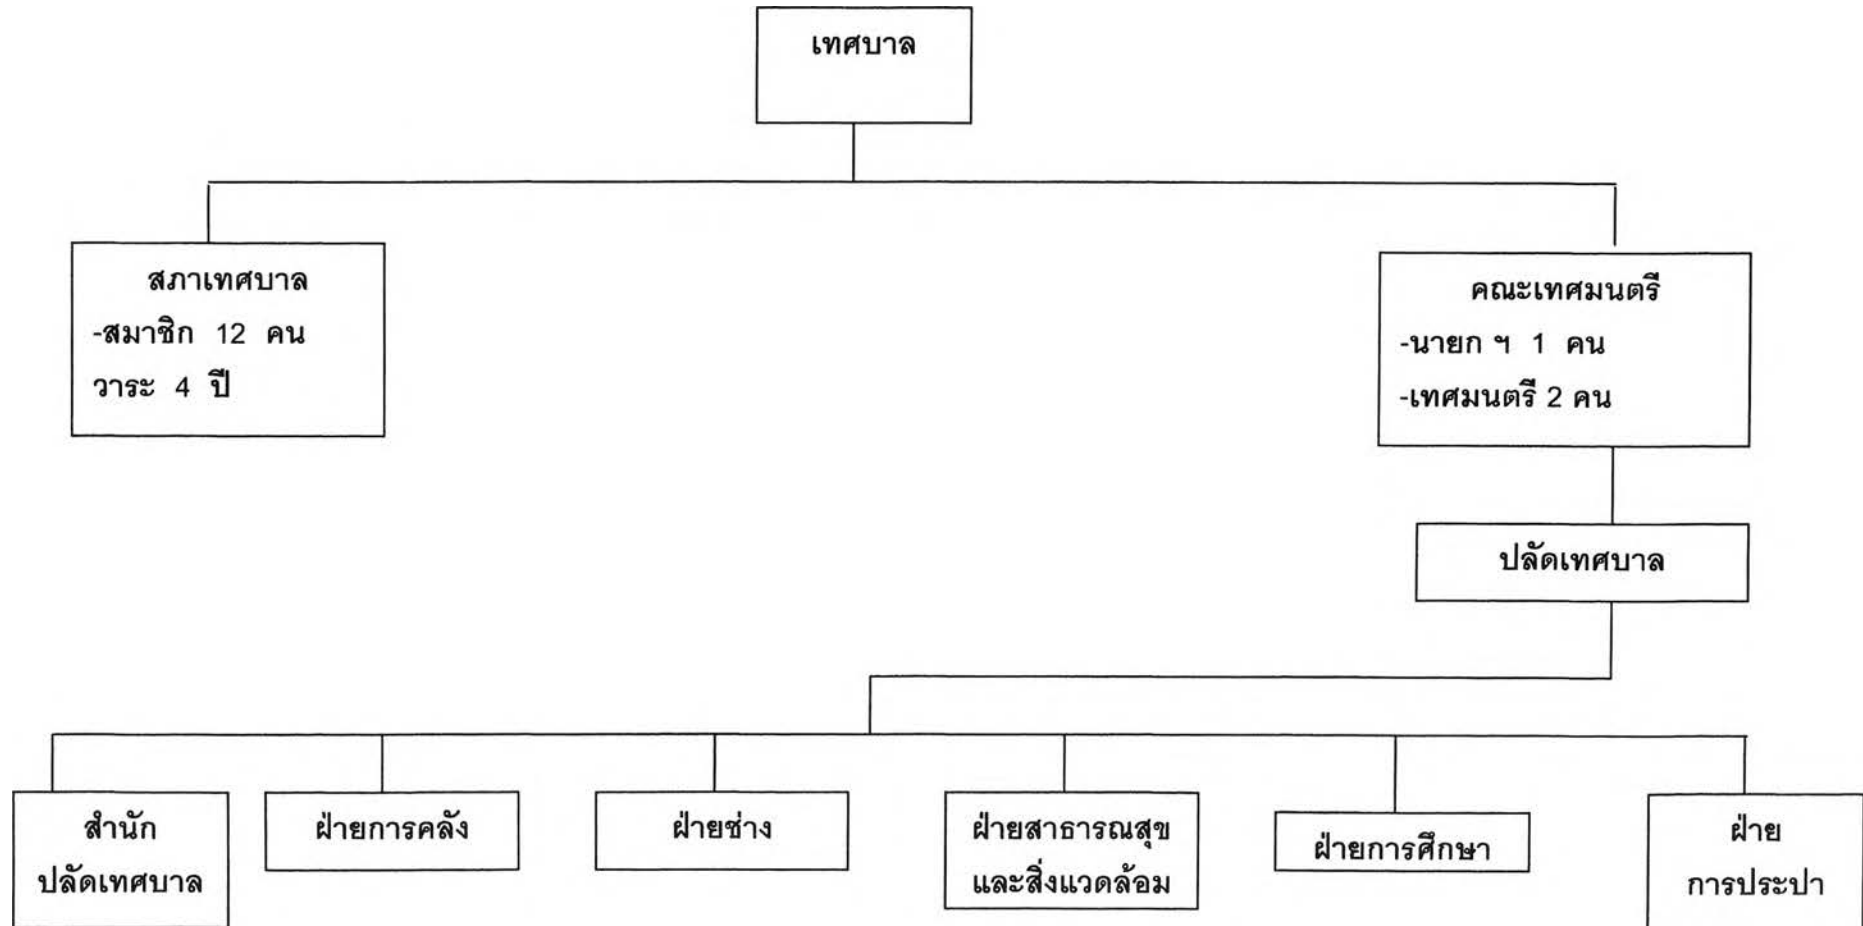 เทศบาล
สภาเทศบาล
-สมาชิก 12 คน
วาระ 4 ปี
คณะเทศมนตรี
-นายก ฯ 1 คน
-เทศมนตรี 2 คน
ปลัดเทศบาล
สำนัก
ปลัดเทศบาล
ฝ่ายการคลัง
ฝ่ายช่าง
ฝ่ายสาธารณสุข
และสิ่งแวดล้อม
ฝ่ายการศึกษา
ฝ่าย
การประปา